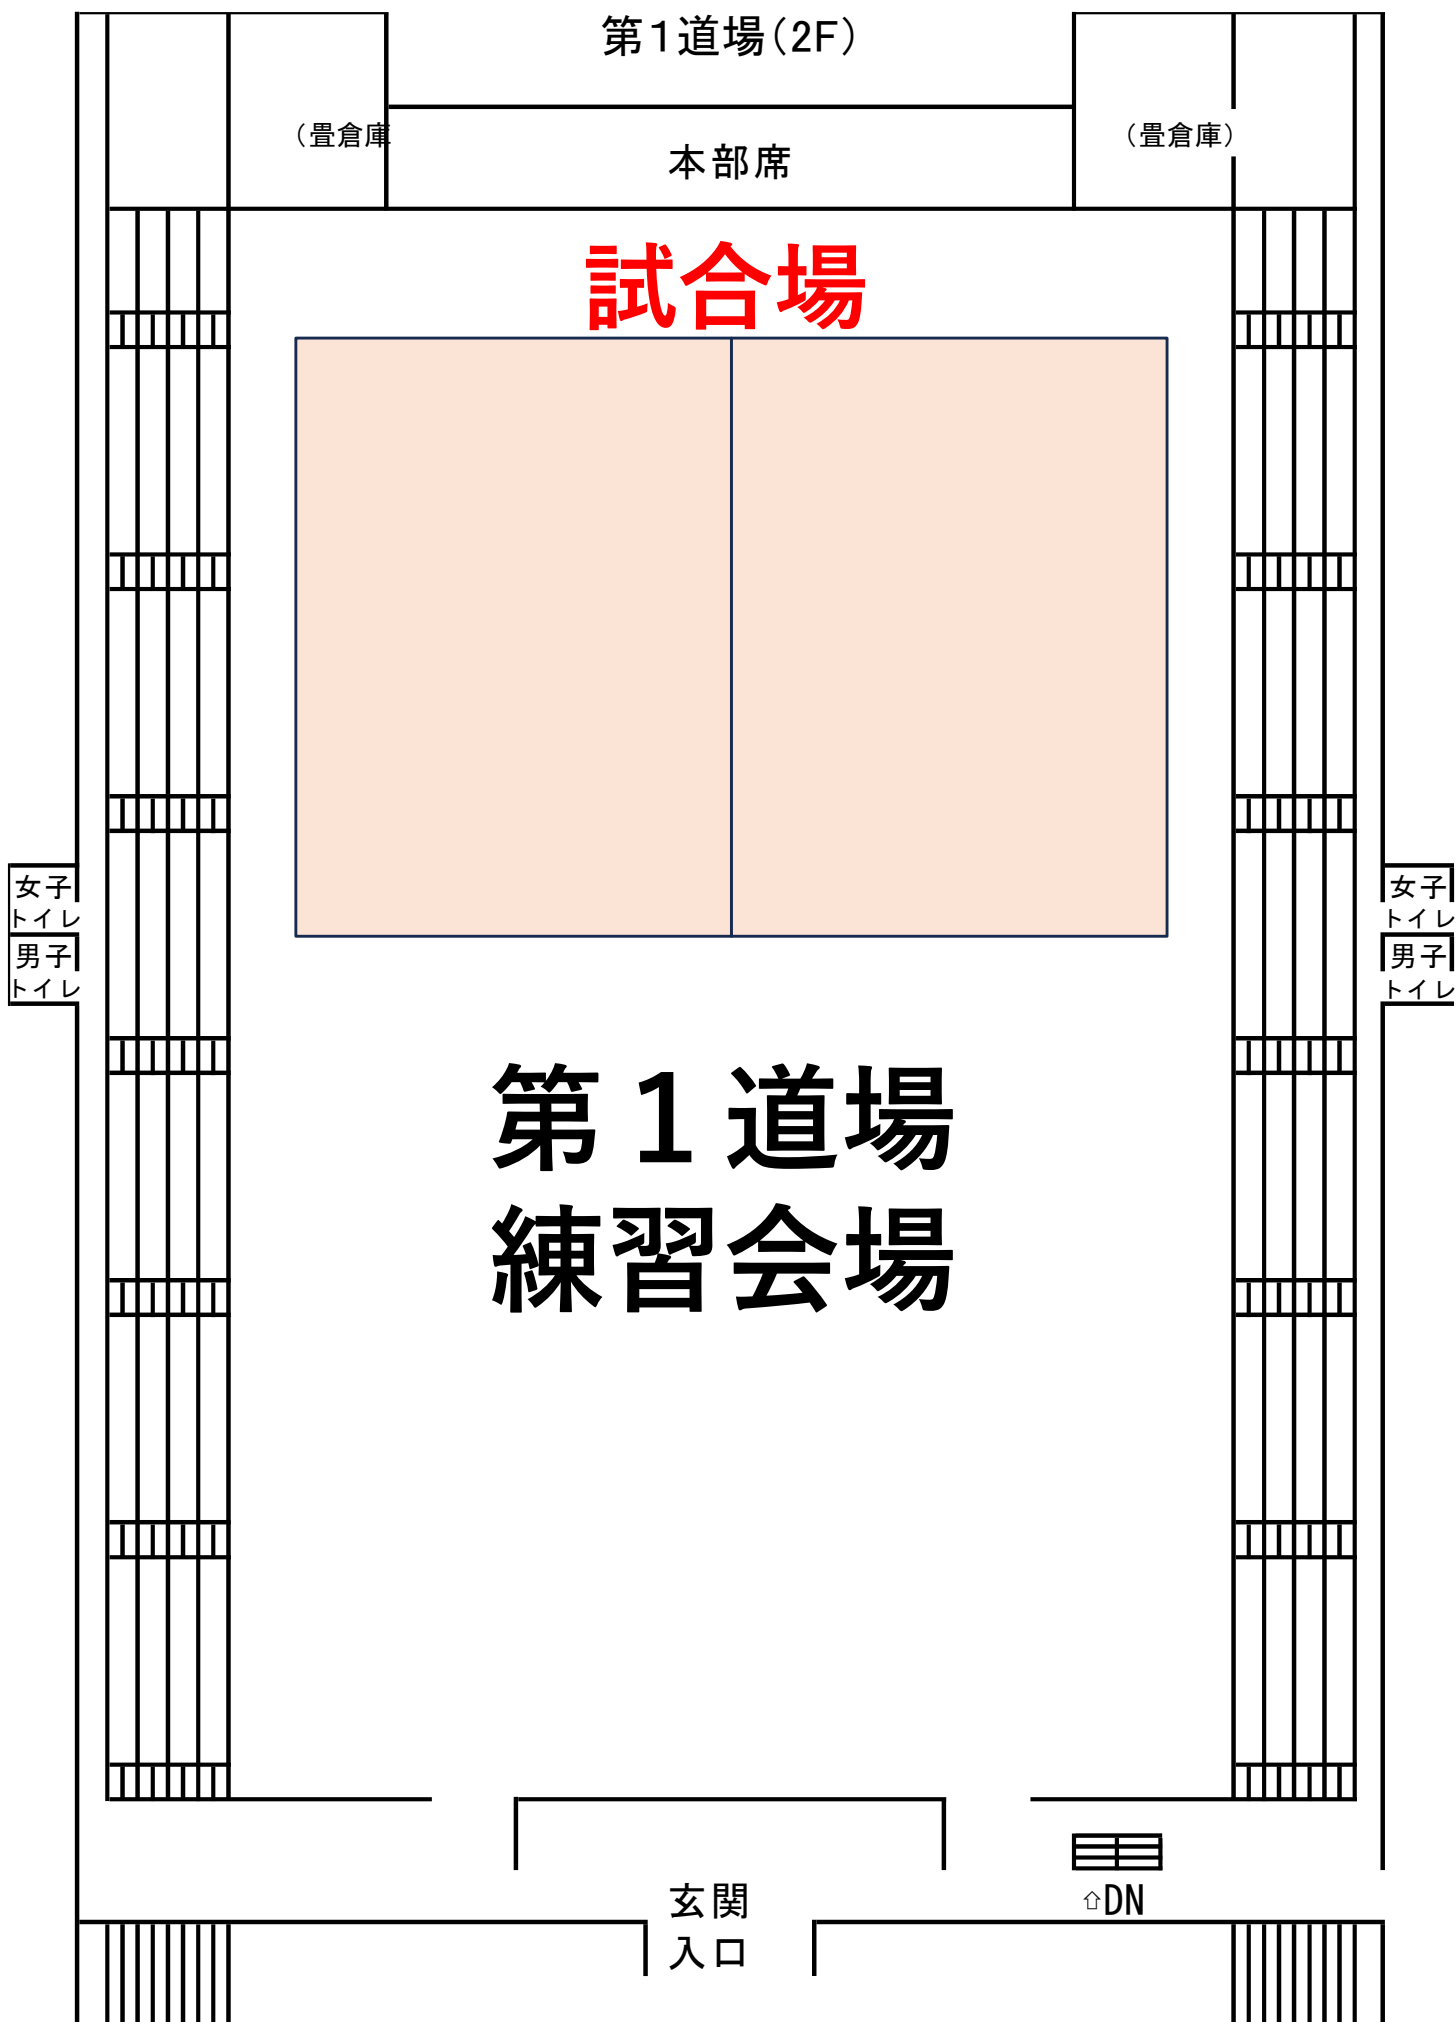 第1道場(2F)
(畳倉庫
(畳倉庫)
本部席
試合場
女子
トイレ
男子
トイレ
女子
トイレ
男子
トイレ
第１道場
練習会場
玄関
入口
⇧DN